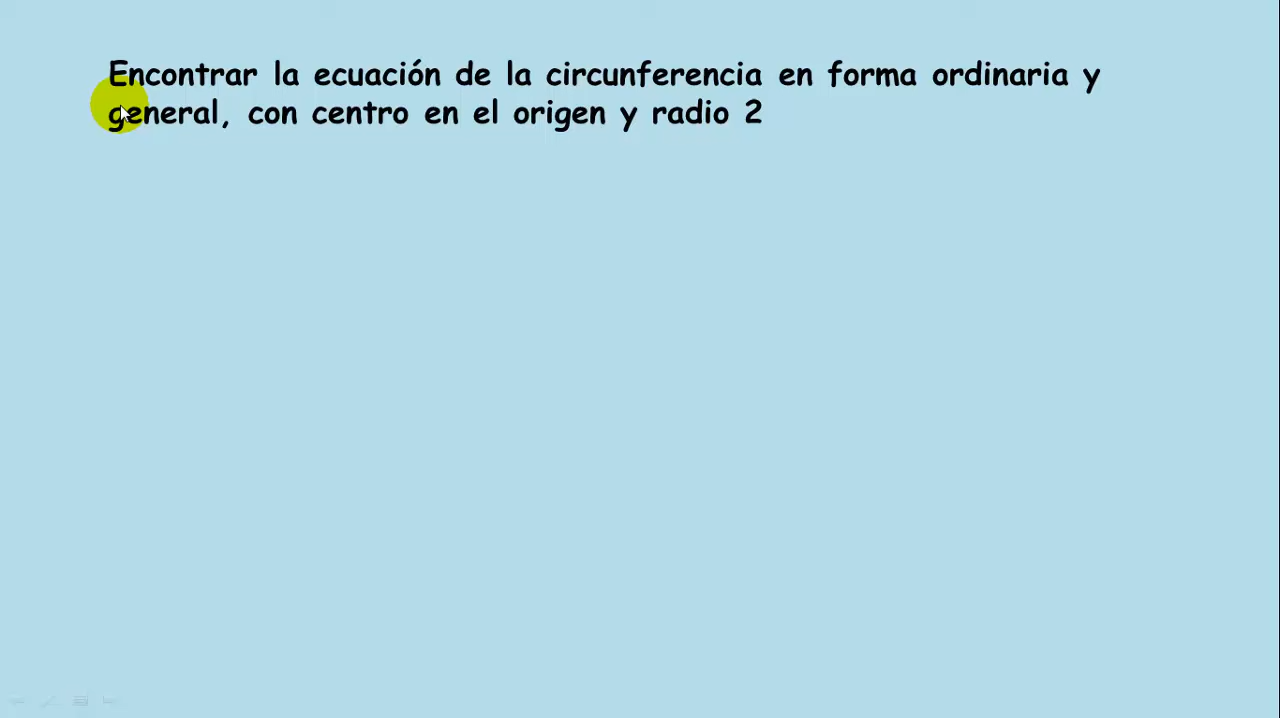 Encontrar la ecuación de la circunferencia en forma ordinaria y
general, con centro en el origen y radio 2